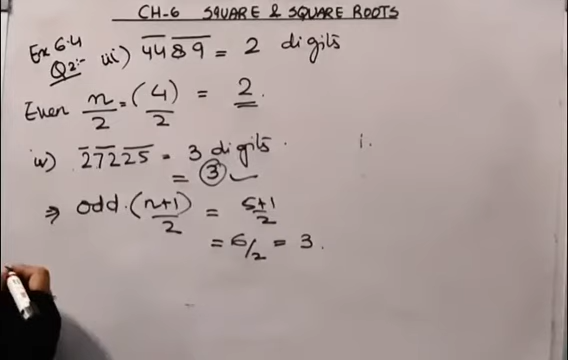 CH-6 SQUARE & SQUARE ROOTS
Ex 6.4
Q2:- iii) 4489 = 2 digits
Even n/2 = (4)/2 = 2.
iv) 27225 = 3 digits.
= 3
⇒ odd. (n+1)/2 = 5+1/2
= 6/2 = 3.
i.